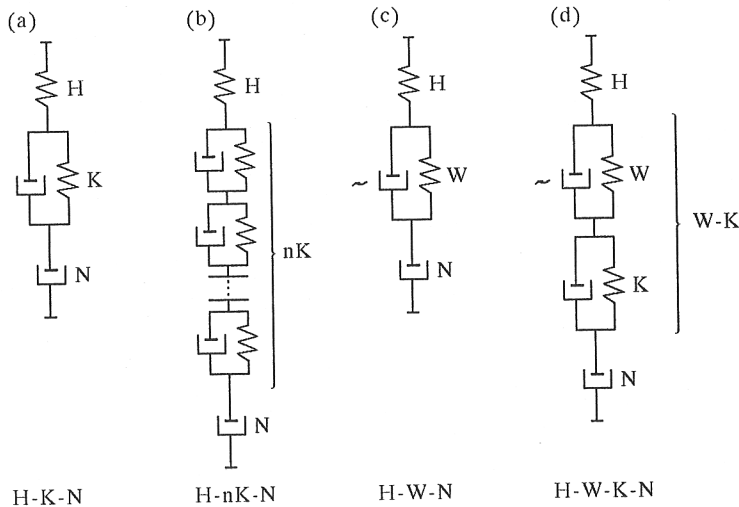 (a)
(b)
(c)
(d)
H
H
H
H
K
nK
~
W
~
W
W-K
N
N
N
K
N
H-K-N
H-nK-N
H-W-N
H-W-K-N